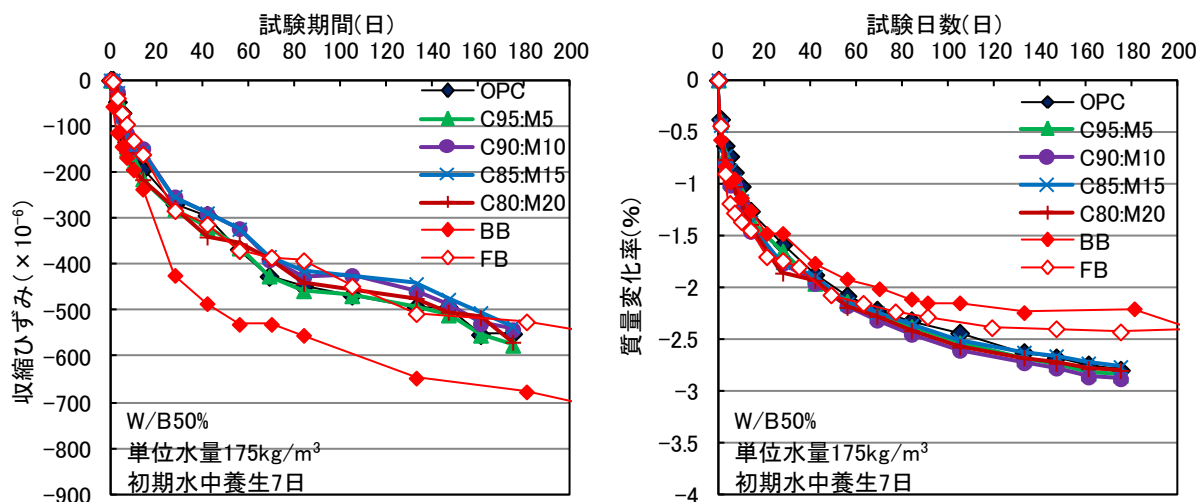 試験期間(日)
0 20 40 60 80 100 120 140 160 180 200
0
−100
−200
−300
−400
−500
−600
−700
−800
−900
収縮ひずみ(×10⁻⁶)
OPC
C95:M5
C90:M10
C85:M15
C80:M20
BB
FB
W/B50%
単位水量175kg/m³
初期水中養生7日
試験日数(日)
0 20 40 60 80 100 120 140 160 180 200
0
−0.5
−1
−1.5
−2
−2.5
−3
−3.5
−4
質量変化率(%)
OPC
C95:M5
C90:M10
C85:M15
C80:M20
BB
FB
W/B50%
単位水量175kg/m³
初期水中養生7日